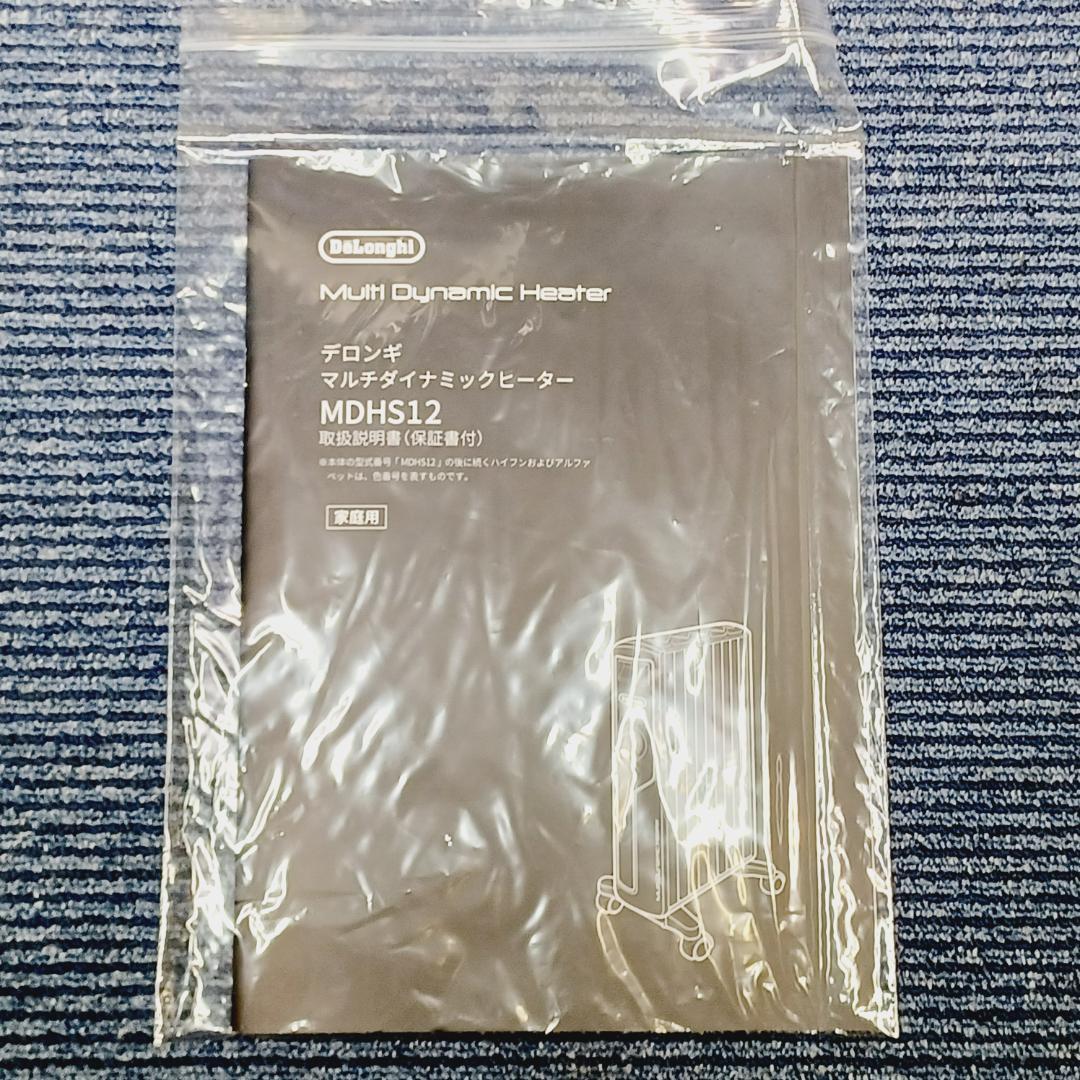 DeLonghi
Multi Dynamic Heater
デロンギ
マルチダイナミックヒーター
MDHS12
取扱説明書（保証書付）
※本体の型式番号「MDHS12」の後に続くハイフンおよびアルファ
ベットは、色番号を表すものです。
家庭用